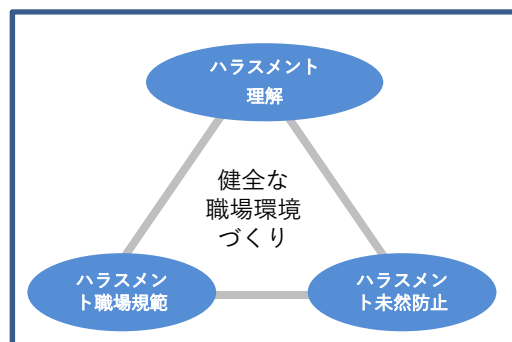 ハラスメント
理解
健全な
職場環境
づくり
ハラスメン
ト職場規範
ハラスメン
ト未然防止